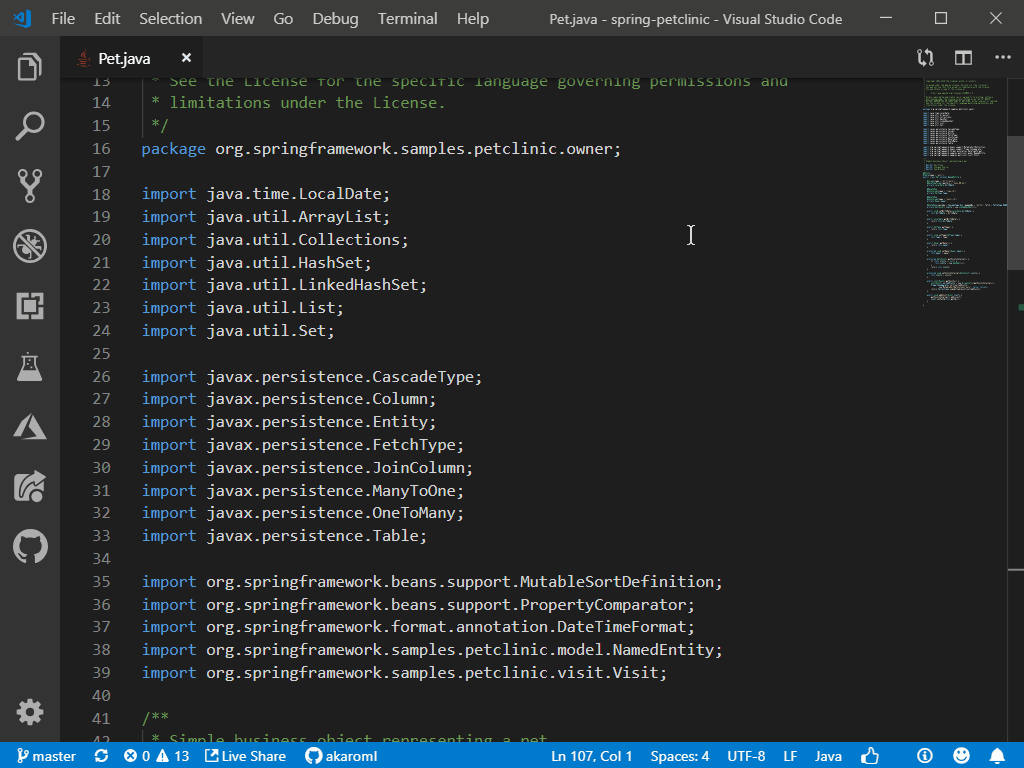 File Edit Selection View Go Debug Terminal Help Pet.java - spring-petclinic - Visual Studio Code
Pet.java
13 * See the License for the specific language governing permissions and
14 * limitations under the License.
15 */
16 package org.springframework.samples.petclinic.owner;
17
18 import java.time.LocalDate;
19 import java.util.ArrayList;
20 import java.util.Collections;
21 import java.util.HashSet;
22 import java.util.LinkedHashSet;
23 import java.util.List;
24 import java.util.Set;
25
26 import javax.persistence.CascadeType;
27 import javax.persistence.Column;
28 import javax.persistence.Entity;
29 import javax.persistence.FetchType;
30 import javax.persistence.JoinColumn;
31 import javax.persistence.ManyToOne;
32 import javax.persistence.OneToMany;
33 import javax.persistence.Table;
34
35 import org.springframework.beans.support.MutableSortDefinition;
36 import org.springframework.beans.support.PropertyComparator;
37 import org.springframework.format.annotation.DateTimeFormat;
38 import org.springframework.samples.petclinic.model.NamedEntity;
39 import org.springframework.samples.petclinic.visit.Visit;
40
41 /**
42 * Simple business object representing a pet.
master 0 13 Live Share akaroml Ln 107, Col 1 Spaces: 4 UTF-8 LF Java